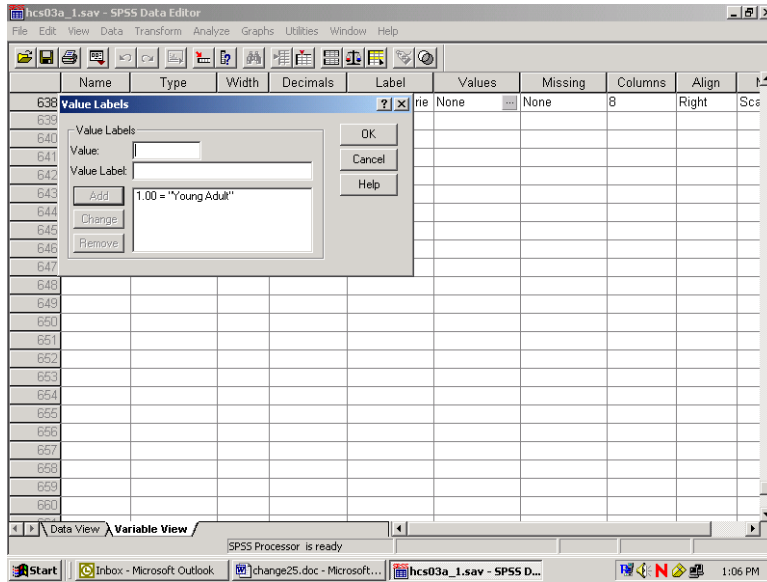 hcs03a_1.sav - SPSS Data Editor
File Edit View Data Transform Analyze Graphs Utilities Window Help
Name Type Width Decimals Label Values Missing Columns Align
638 rie None ... None 8 Right Sca
Value Labels
639
Value Labels
640 OK
Value:
641 Cancel
642 Value Label:
Help
643 Add 1.00 = "Young Adult"
644
Change
645
646 Remove
647
648
649
650
651
652
653
654
655
656
657
658
659
660
Data View Variable View
SPSS Processor is ready
Start Inbox - Microsoft Outlook change25.doc - Microsoft... hcs03a_1.sav - SPSS D... 1:06 PM